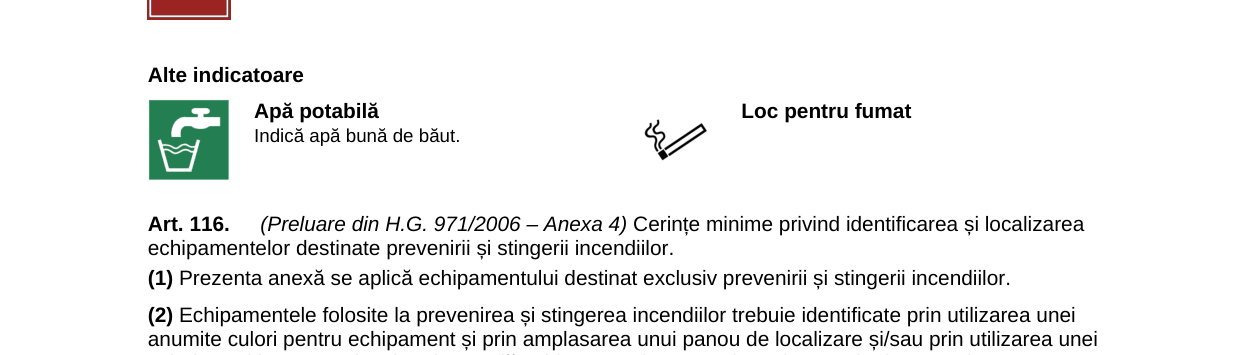 Alte indicatoare
Apă potabilă
Indică apă bună de băut.
Loc pentru fumat
Art. 116. (Preluare din H.G. 971/2006 – Anexa 4) Cerințe minime privind identificarea și localizarea
echipamentelor destinate prevenirii și stingerii incendiilor.
(1) Prezenta anexă se aplică echipamentului destinat exclusiv prevenirii și stingerii incendiilor.
(2) Echipamentele folosite la prevenirea și stingerea incendiilor trebuie identificate prin utilizarea unei
anumite culori pentru echipament și prin amplasarea unui panou de localizare și/sau prin utilizarea unei